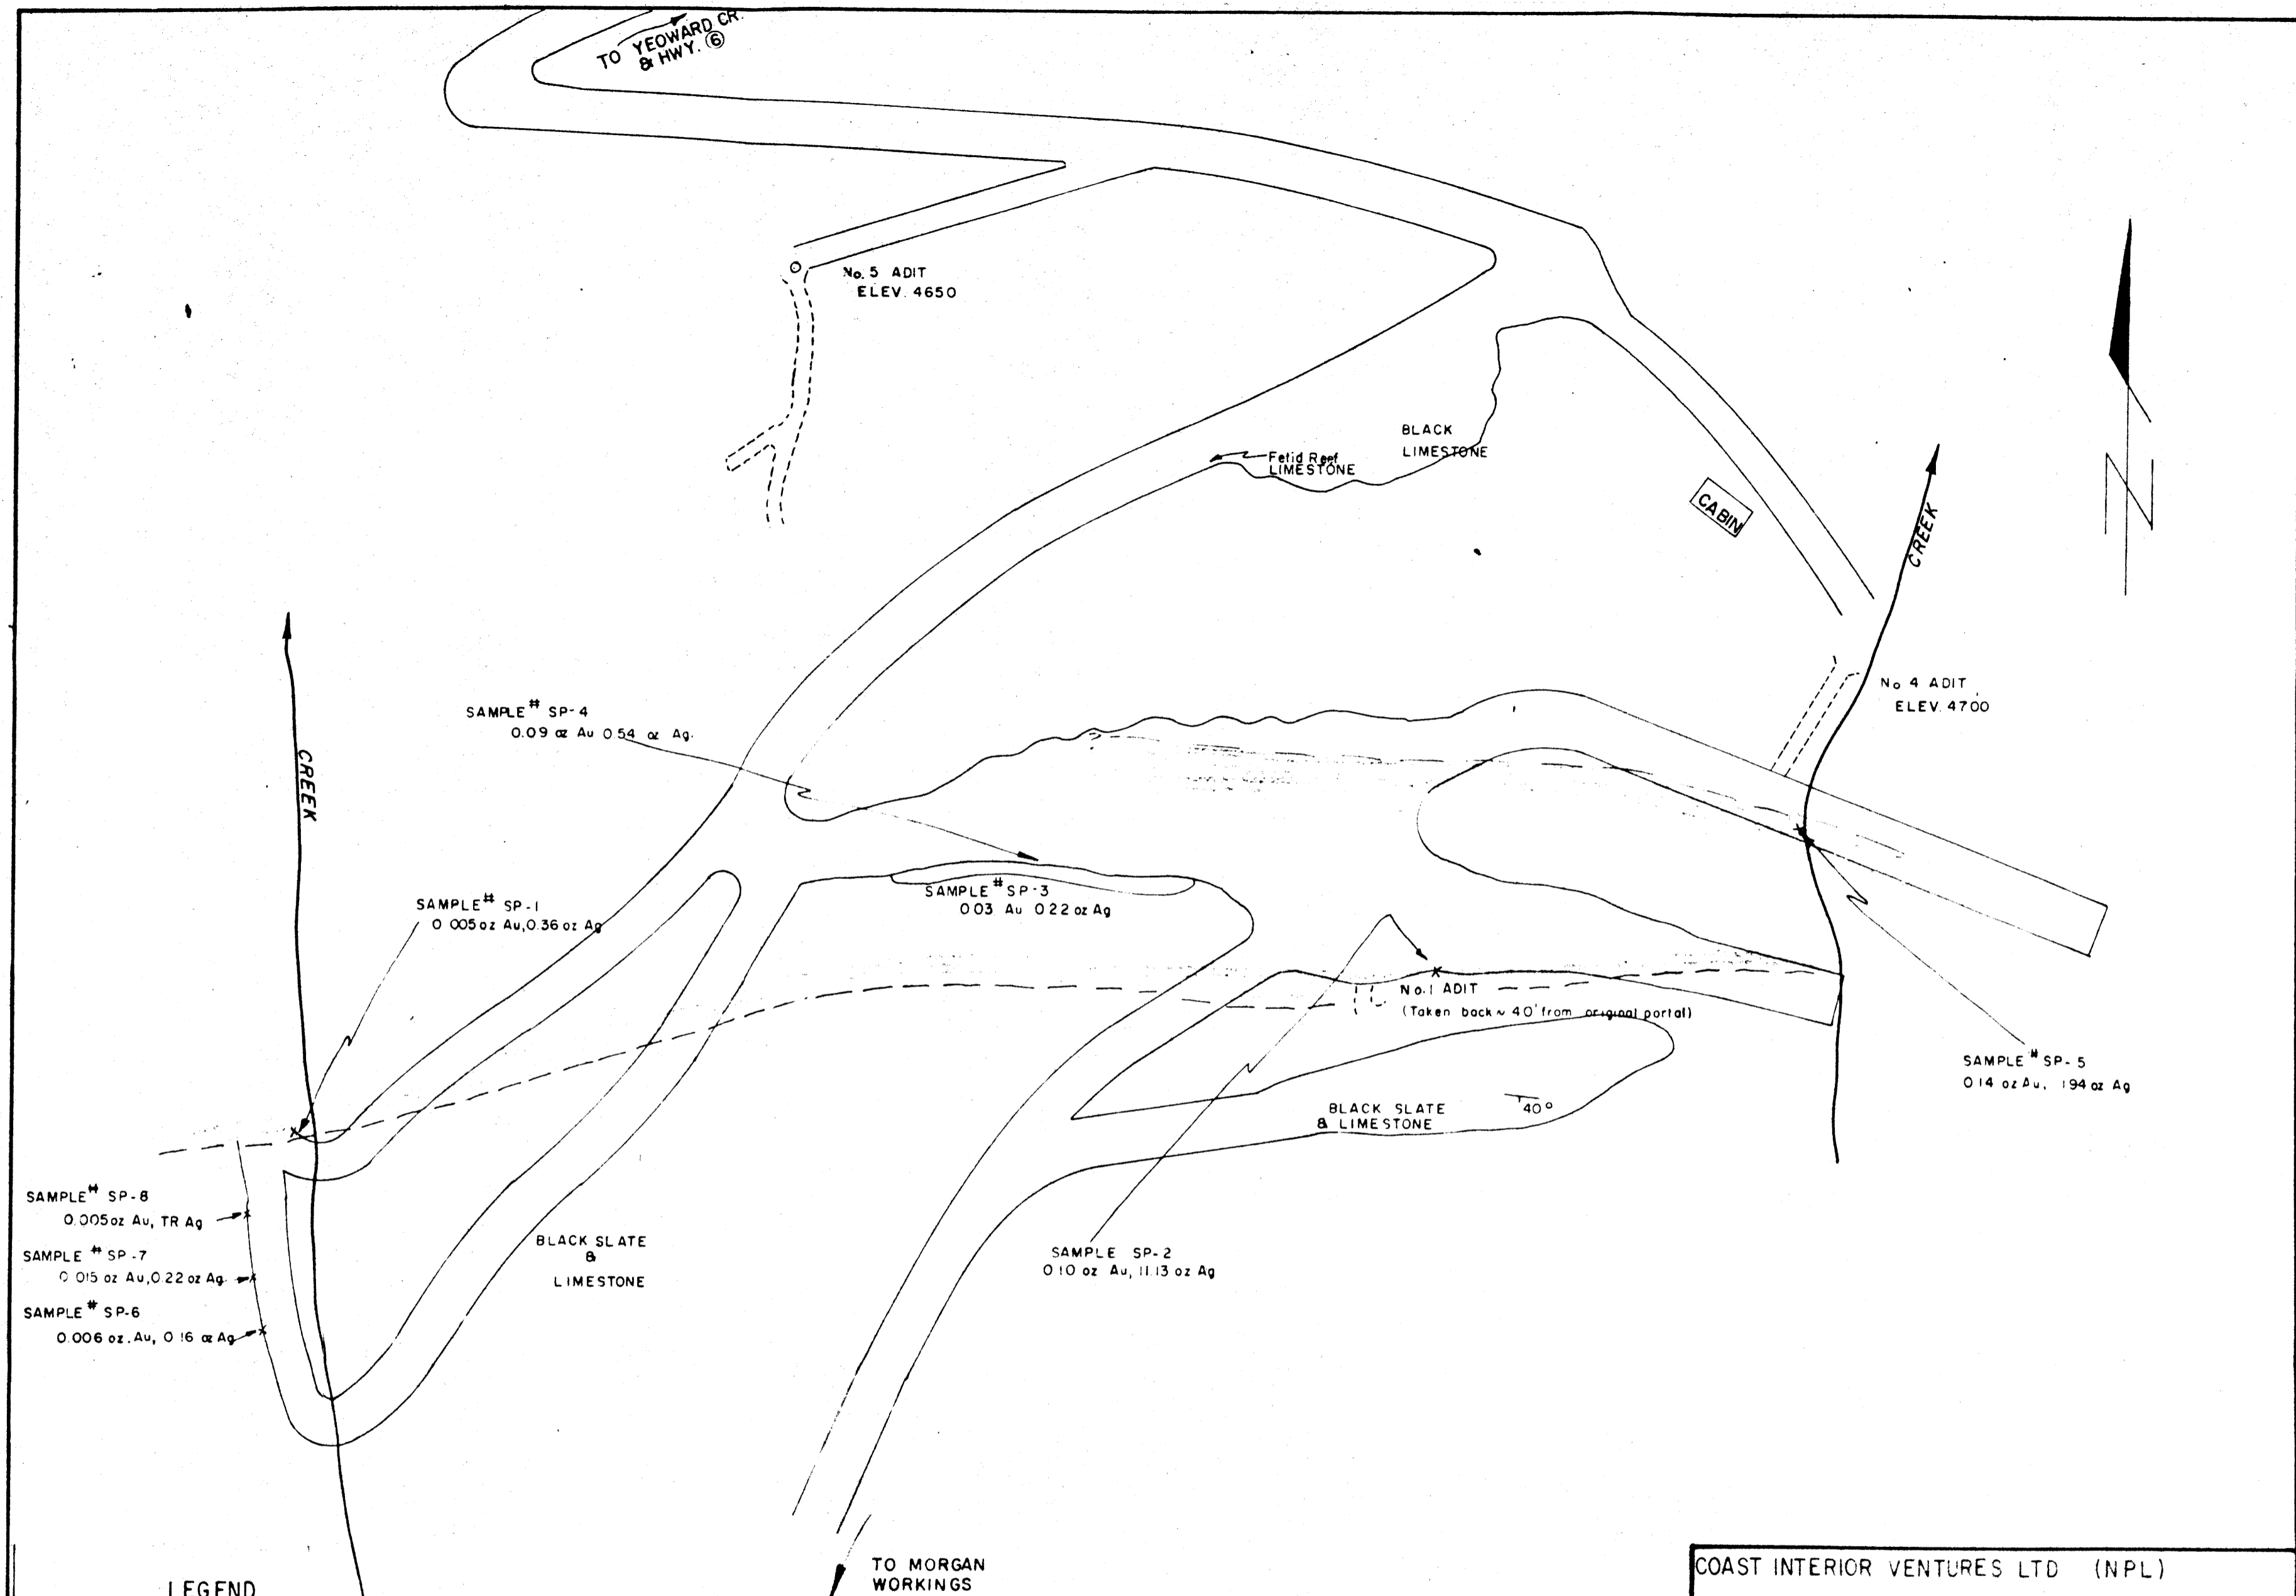 TO YEOWARD CR.
& HWY. 6
No. 5 ADIT
ELEV. 4650
BLACK
LIMESTONE
Fetid Reef
LIMESTONE
CABIN
CREEK
N
No 4 ADIT
ELEV. 4700
SAMPLE # SP-4
0.09 oz Au 0.54 oz Ag.
CREEK
SAMPLE # SP-3
0.03 Au 0.22 oz Ag
SAMPLE # SP-1
0.005 oz Au, 0.36 oz Ag
No. 1 ADIT
(Taken back ~ 40' from original portal)
SAMPLE # SP-5
0.14 oz Au, 1.94 oz Ag
BLACK SLATE
& LIMESTONE
40°
SAMPLE # SP-8
0.005 oz Au, TR Ag
SAMPLE # SP-7
0.015 oz Au, 0.22 oz Ag
SAMPLE # SP-6
0.006 oz. Au, 0.16 oz Ag
BLACK SLATE
&
LIMESTONE
SAMPLE SP-2
0.10 oz Au, 11.13 oz Ag
TO MORGAN
WORKINGS
LEGEND
COAST INTERIOR VENTURES LTD (NPL)